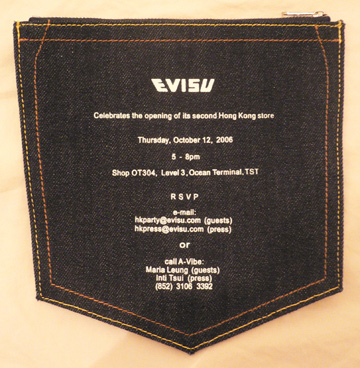 EVISU
Celebrates the opening of its second Hong Kong store
Thursday, October 12, 2006
5 - 8pm
Shop OT304, Level 3, Ocean Terminal, TST
R S V P
e-mail:
hkparty@evisu.com (guests)
hkpress@evisu.com (press)
or
call A-Vibe:
Maria Leung (guests)
Inti Tsui (press)
(852) 3106 3392